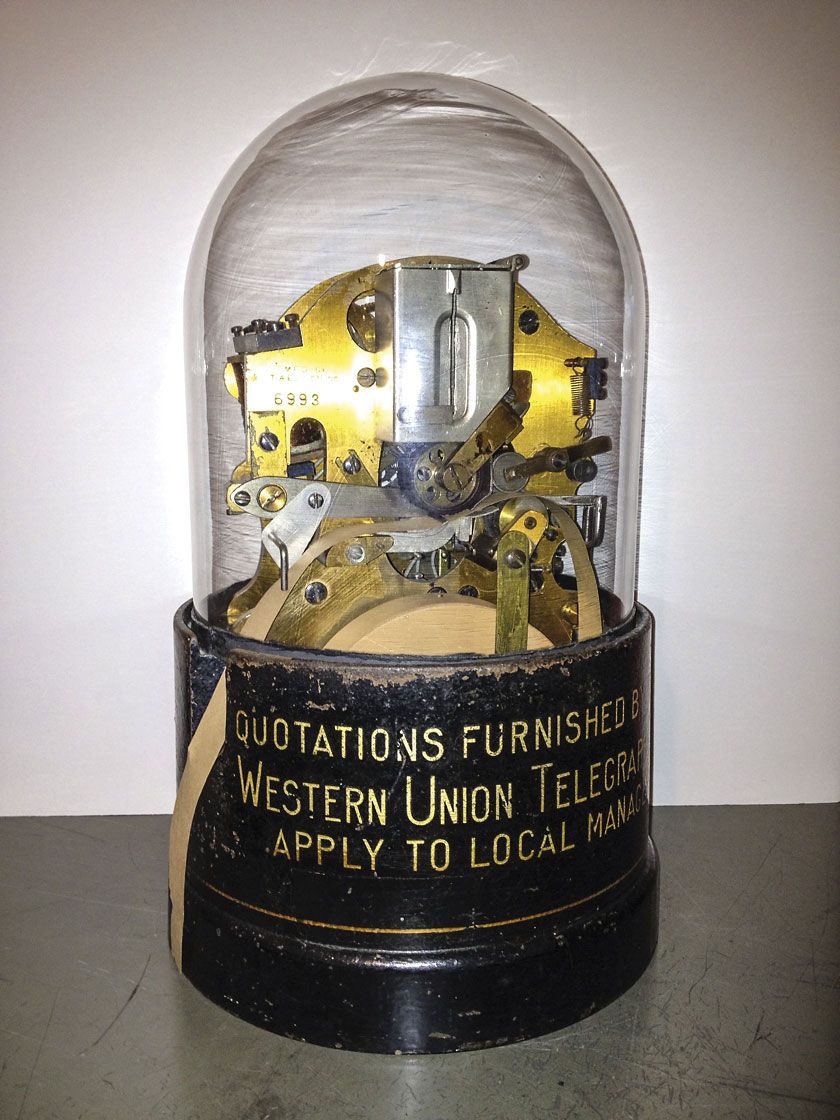 6993
QUOTATIONS FURNISHED B
WESTERN UNION TELEGRAP
APPLY TO LOCAL MANAG